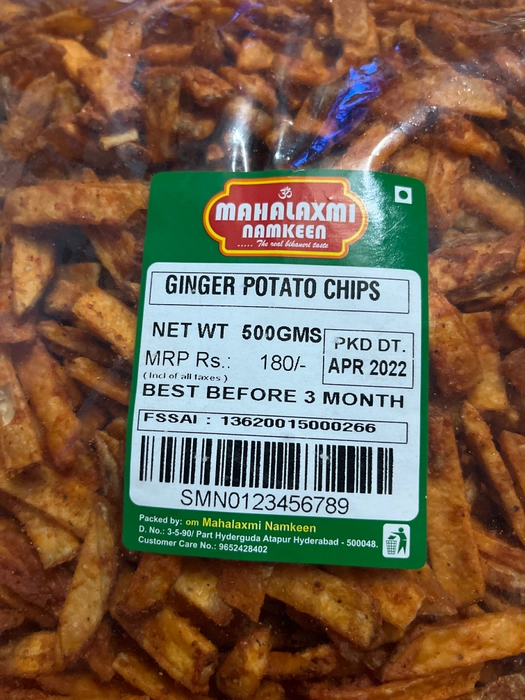 ॐ
MAHALAXMI
NAMKEEN
..... The real bikaneri taste
GINGER POTATO CHIPS
NET WT 500GMS
PKD DT.
APR 2022
MRP Rs.: 180/-
(Incl of all taxes)
BEST BEFORE 3 MONTH
FSSAI : 13620015000266
SMN0123456789
Packed by: om Mahalaxmi Namkeen
D. No.: 3-5-90/ Part Hyderguda Atapur Hyderabad - 500048.
Customer Care No.: 9652428402